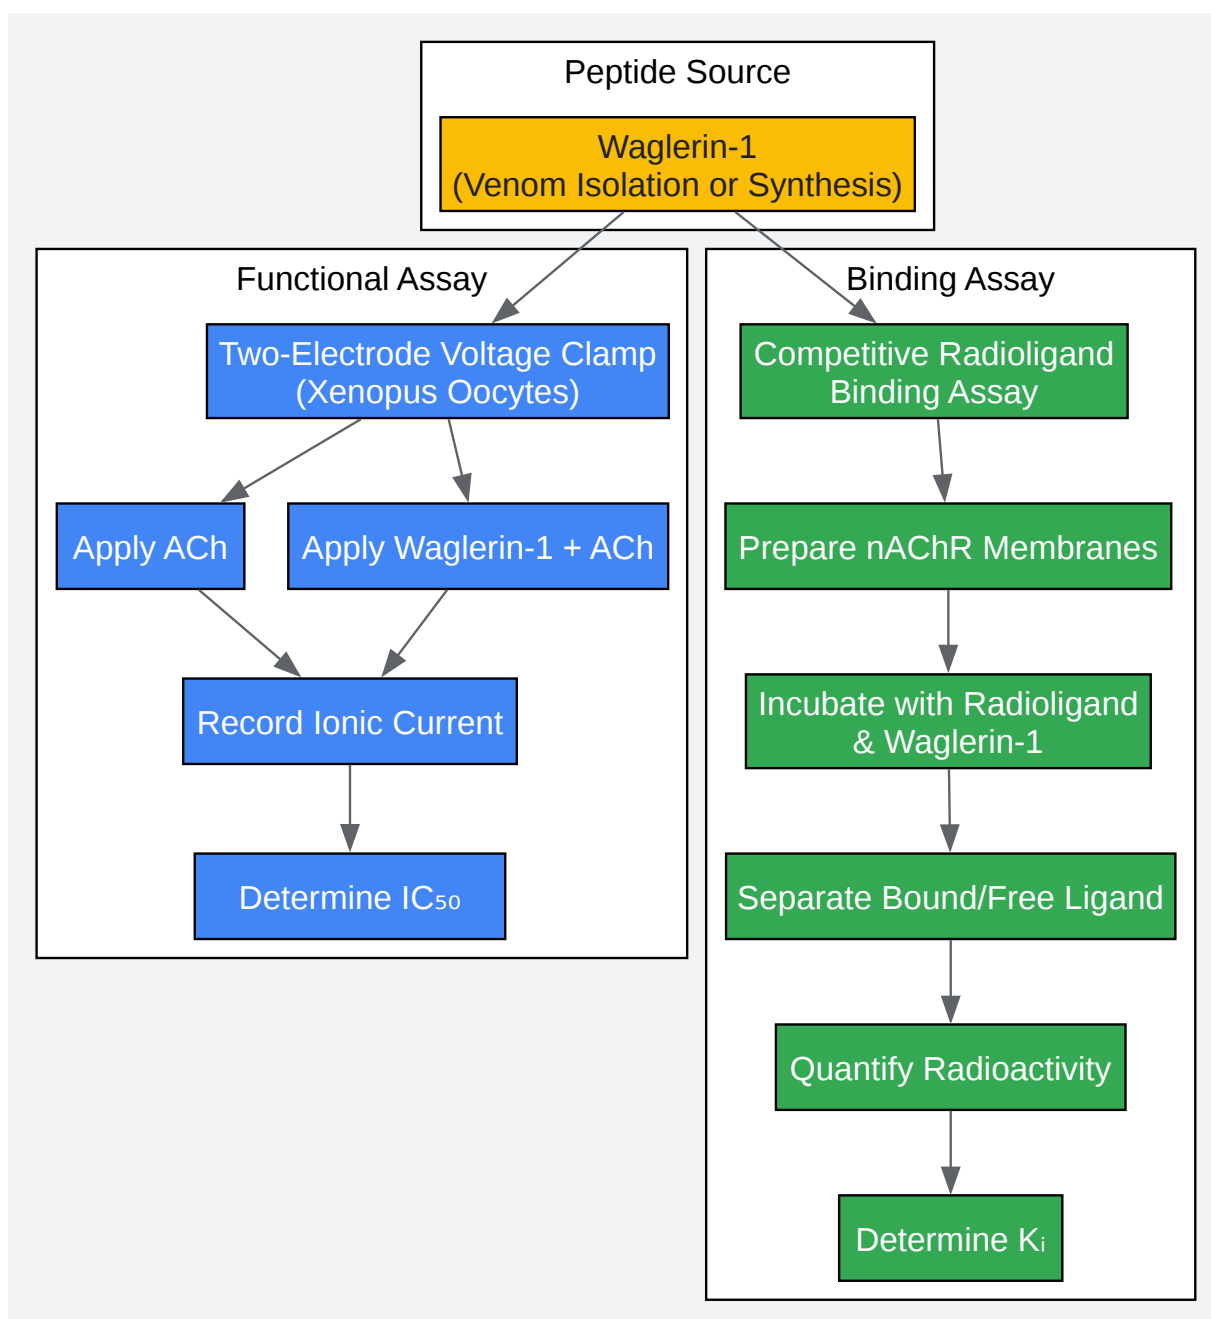 Peptide Source
Waglerin-1
(Venom Isolation or Synthesis)
Functional Assay
Two-Electrode Voltage Clamp
(Xenopus Oocytes)
Apply ACh
Apply Waglerin-1 + ACh
Record Ionic Current
Determine IC₅₀
Binding Assay
Competitive Radioligand
Binding Assay
Prepare nAChR Membranes
Incubate with Radioligand
& Waglerin-1
Separate Bound/Free Ligand
Quantify Radioactivity
Determine Kᵢ